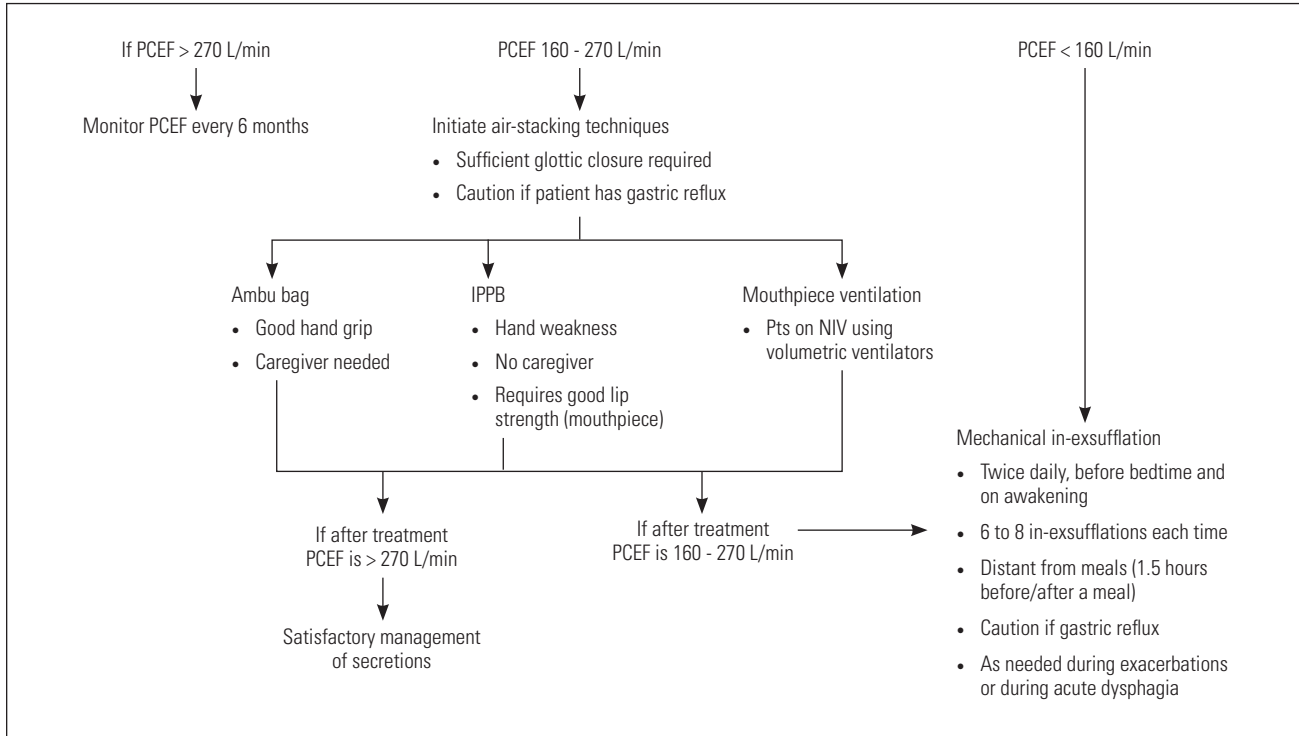 If PCEF > 270 L/min
Monitor PCEF every 6 months
PCEF 160 - 270 L/min
Initiate air-stacking techniques
• Sufficient glottic closure required
• Caution if patient has gastric reflux
Ambu bag
• Good hand grip
• Caregiver needed
IPPB
• Hand weakness
• No caregiver
• Requires good lip
strength (mouthpiece)
Mouthpiece ventilation
• Pts on NIV using
volumetric ventilators
If after treatment
PCEF is > 270 L/min
Satisfactory management
of secretions
If after treatment
PCEF is 160 - 270 L/min
PCEF < 160 L/min
Mechanical in-exsufflation
• Twice daily, before bedtime and
on awakening
• 6 to 8 in-exsufflations each time
• Distant from meals (1.5 hours
before/after a meal)
• Caution if gastric reflux
• As needed during exacerbations
or during acute dysphagia